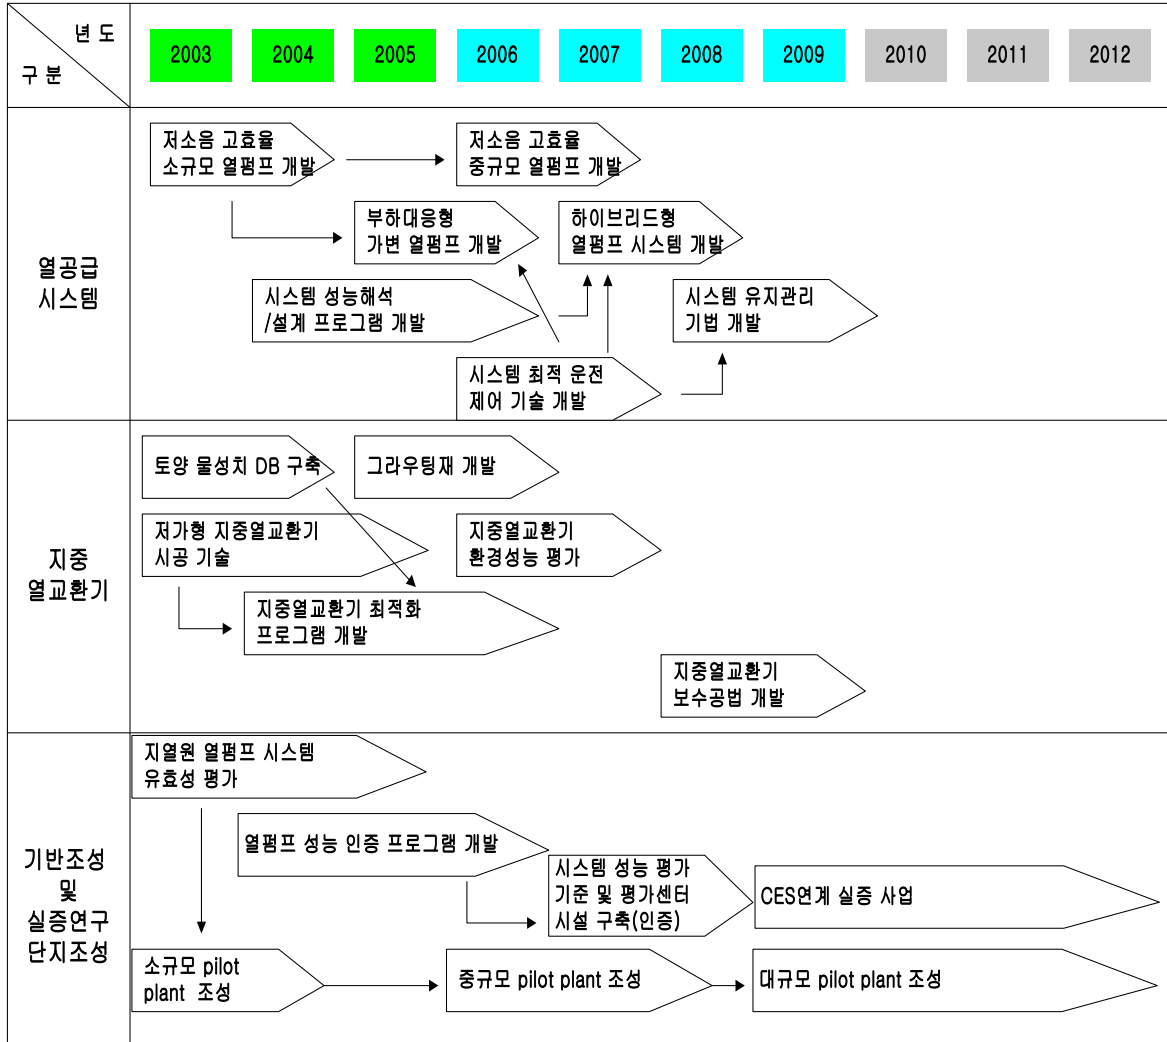 년 도
구 분
2003 2004 2005 2006 2007 2008 2009 2010 2011 2012
열공급
시스템
저소음 고효율
소규모 열펌프 개발
저소음 고효율
중규모 열펌프 개발
부하대응형
가변 열펌프 개발
하이브리드형
열펌프 시스템 개발
시스템 성능해석
/설계 프로그램 개발
시스템 유지관리
기법 개발
시스템 최적 운전
제어 기술 개발
지중
열교환기
토양 물성치 DB 구축
그라우팅재 개발
저가형 지중열교환기
시공 기술
지중열교환기
환경성능 평가
지중열교환기 최적화
프로그램 개발
지중열교환기
보수공법 개발
기반조성
및
실증연구
단지조성
지열원 열펌프 시스템
유효성 평가
열펌프 성능 인증 프로그램 개발
시스템 성능 평가
기준 및 평가센터
시설 구축(인증)
CES연계 실증 사업
소규모 pilot
plant 조성
중규모 pilot plant 조성
대규모 pilot plant 조성